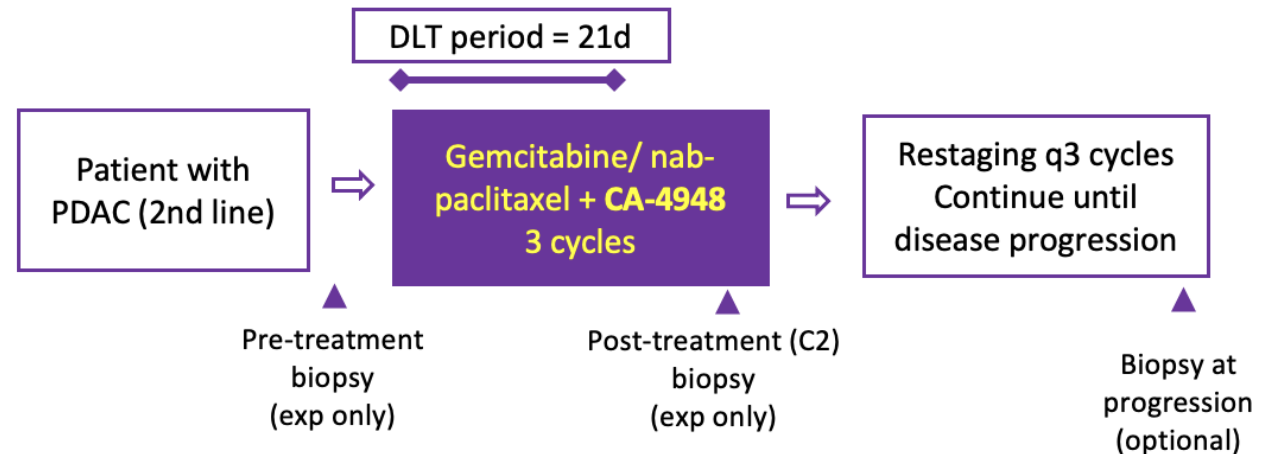 DLT period = 21d
Patient with
PDAC (2nd line)
Gemcitabine/ nab-
paclitaxel + CA-4948
3 cycles
Restaging q3 cycles
Continue until
disease progression
Pre-treatment
biopsy
(exp only)
Post-treatment (C2)
biopsy
(exp only)
Biopsy at
progression
(optional)